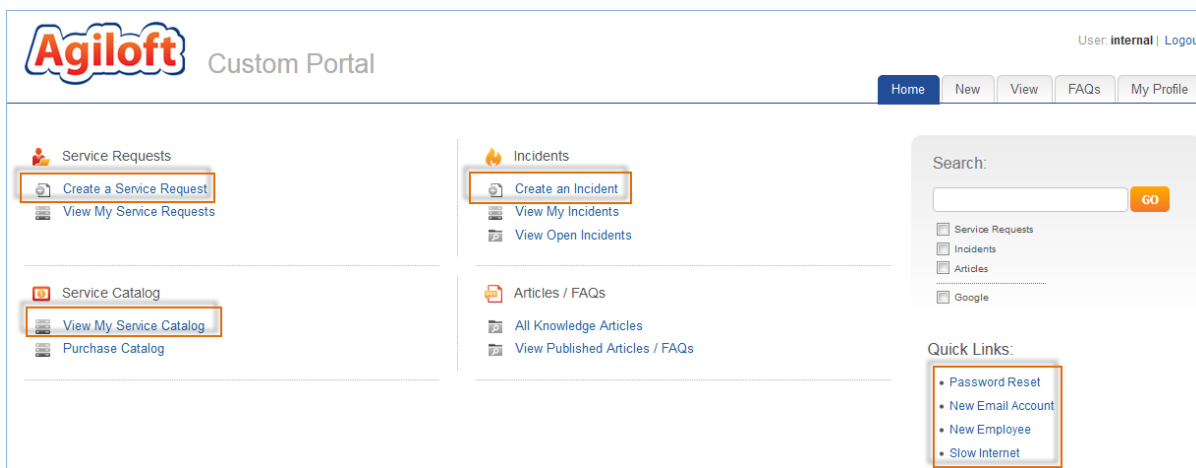 Agiloft Custom Portal
User: internal | Logou
Home New View FAQs My Profile
Service Requests
Create a Service Request
View My Service Requests
Incidents
Create an Incident
View My Incidents
View Open Incidents
Service Catalog
View My Service Catalog
Purchase Catalog
Articles / FAQs
All Knowledge Articles
View Published Articles / FAQs
Search:
GO
Service Requests
Incidents
Articles
Google
Quick Links:
• Password Reset
• New Email Account
• New Employee
• Slow Internet